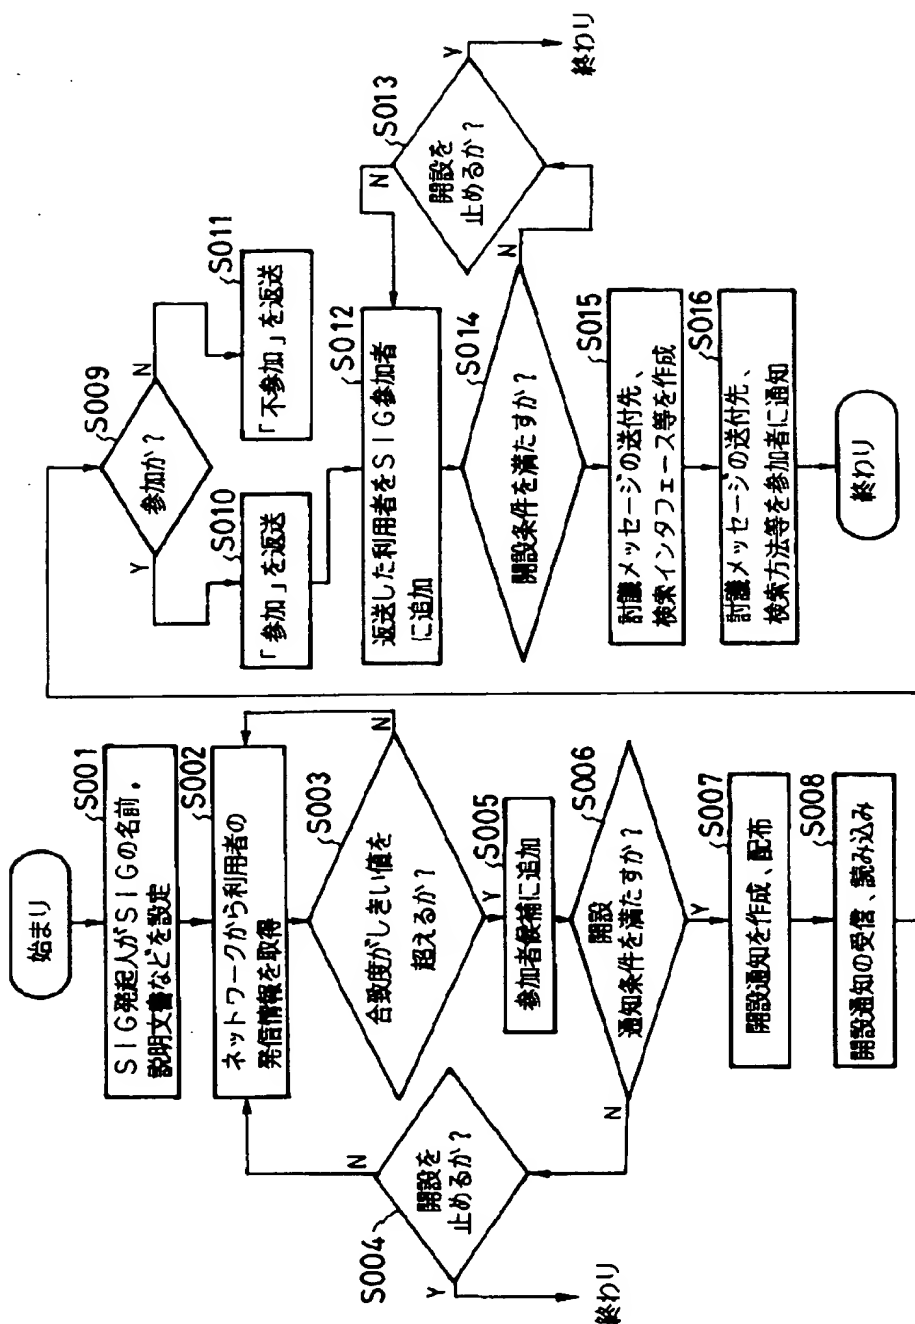 始まり
S001
SIG発起人がSIGの名前，
説明文書などを設定
S002
ネットワークから利用者の
発信情報を取得
S003
合致度がしきい値を
超えるか？
N
Y
S004
開設を
止めるか？
N
Y
終わり
S005
参加者候補に追加
S006
開設
通知条件を満たすか？
N
Y
S007
開設通知を作成、配布
S008
開設通知の受信、読み込み
S009
参加か？
Y
N
S010
「参加」を返送
S011
「不参加」を返送
S012
返送した利用者をSIG参加者
に追加
S013
開設を
止めるか？
N
Y
終わり
S014
開設条件を満たすか？
N
Y
S015
討議メッセージの送付先、
検索インタフェース等を作成
S016
討議メッセージの送付先、
検索方法等を参加者に通知
終わり